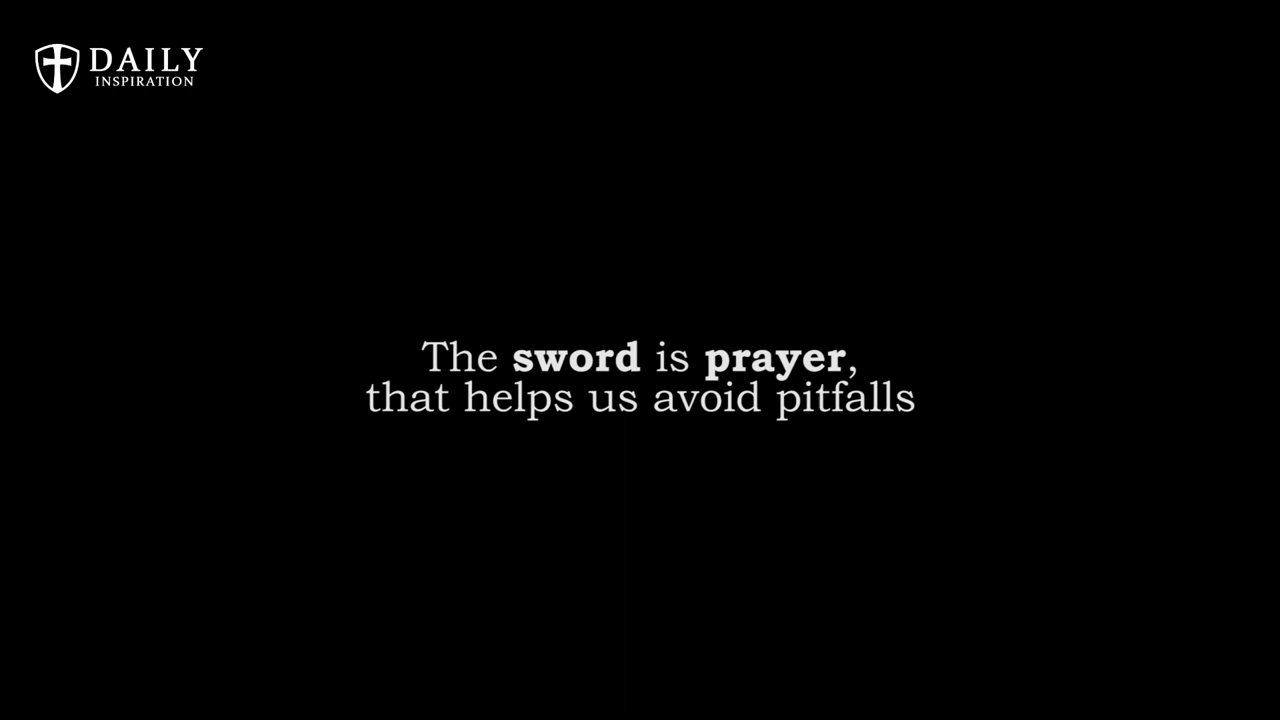 DAILY
INSPIRATION
The sword is prayer,
that helps us avoid pitfalls